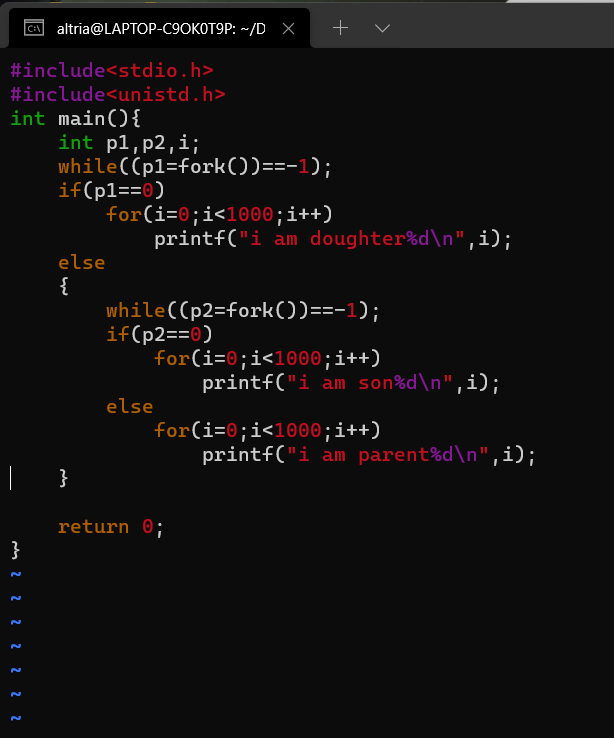 altria@LAPTOP-C9OK0T9P: ~/D
#include<stdio.h>
#include<unistd.h>
int main(){
    int p1,p2,i;
    while((p1=fork())==-1);
    if(p1==0)
        for(i=0;i<1000;i++)
            printf("i am doughter%d\n",i);
    else
    {
        while((p2=fork())==-1);
        if(p2==0)
            for(i=0;i<1000;i++)
                printf("i am son%d\n",i);
        else
            for(i=0;i<1000;i++)
                printf("i am parent%d\n",i);
    }

    return 0;
}
~
~
~
~
~
~
~